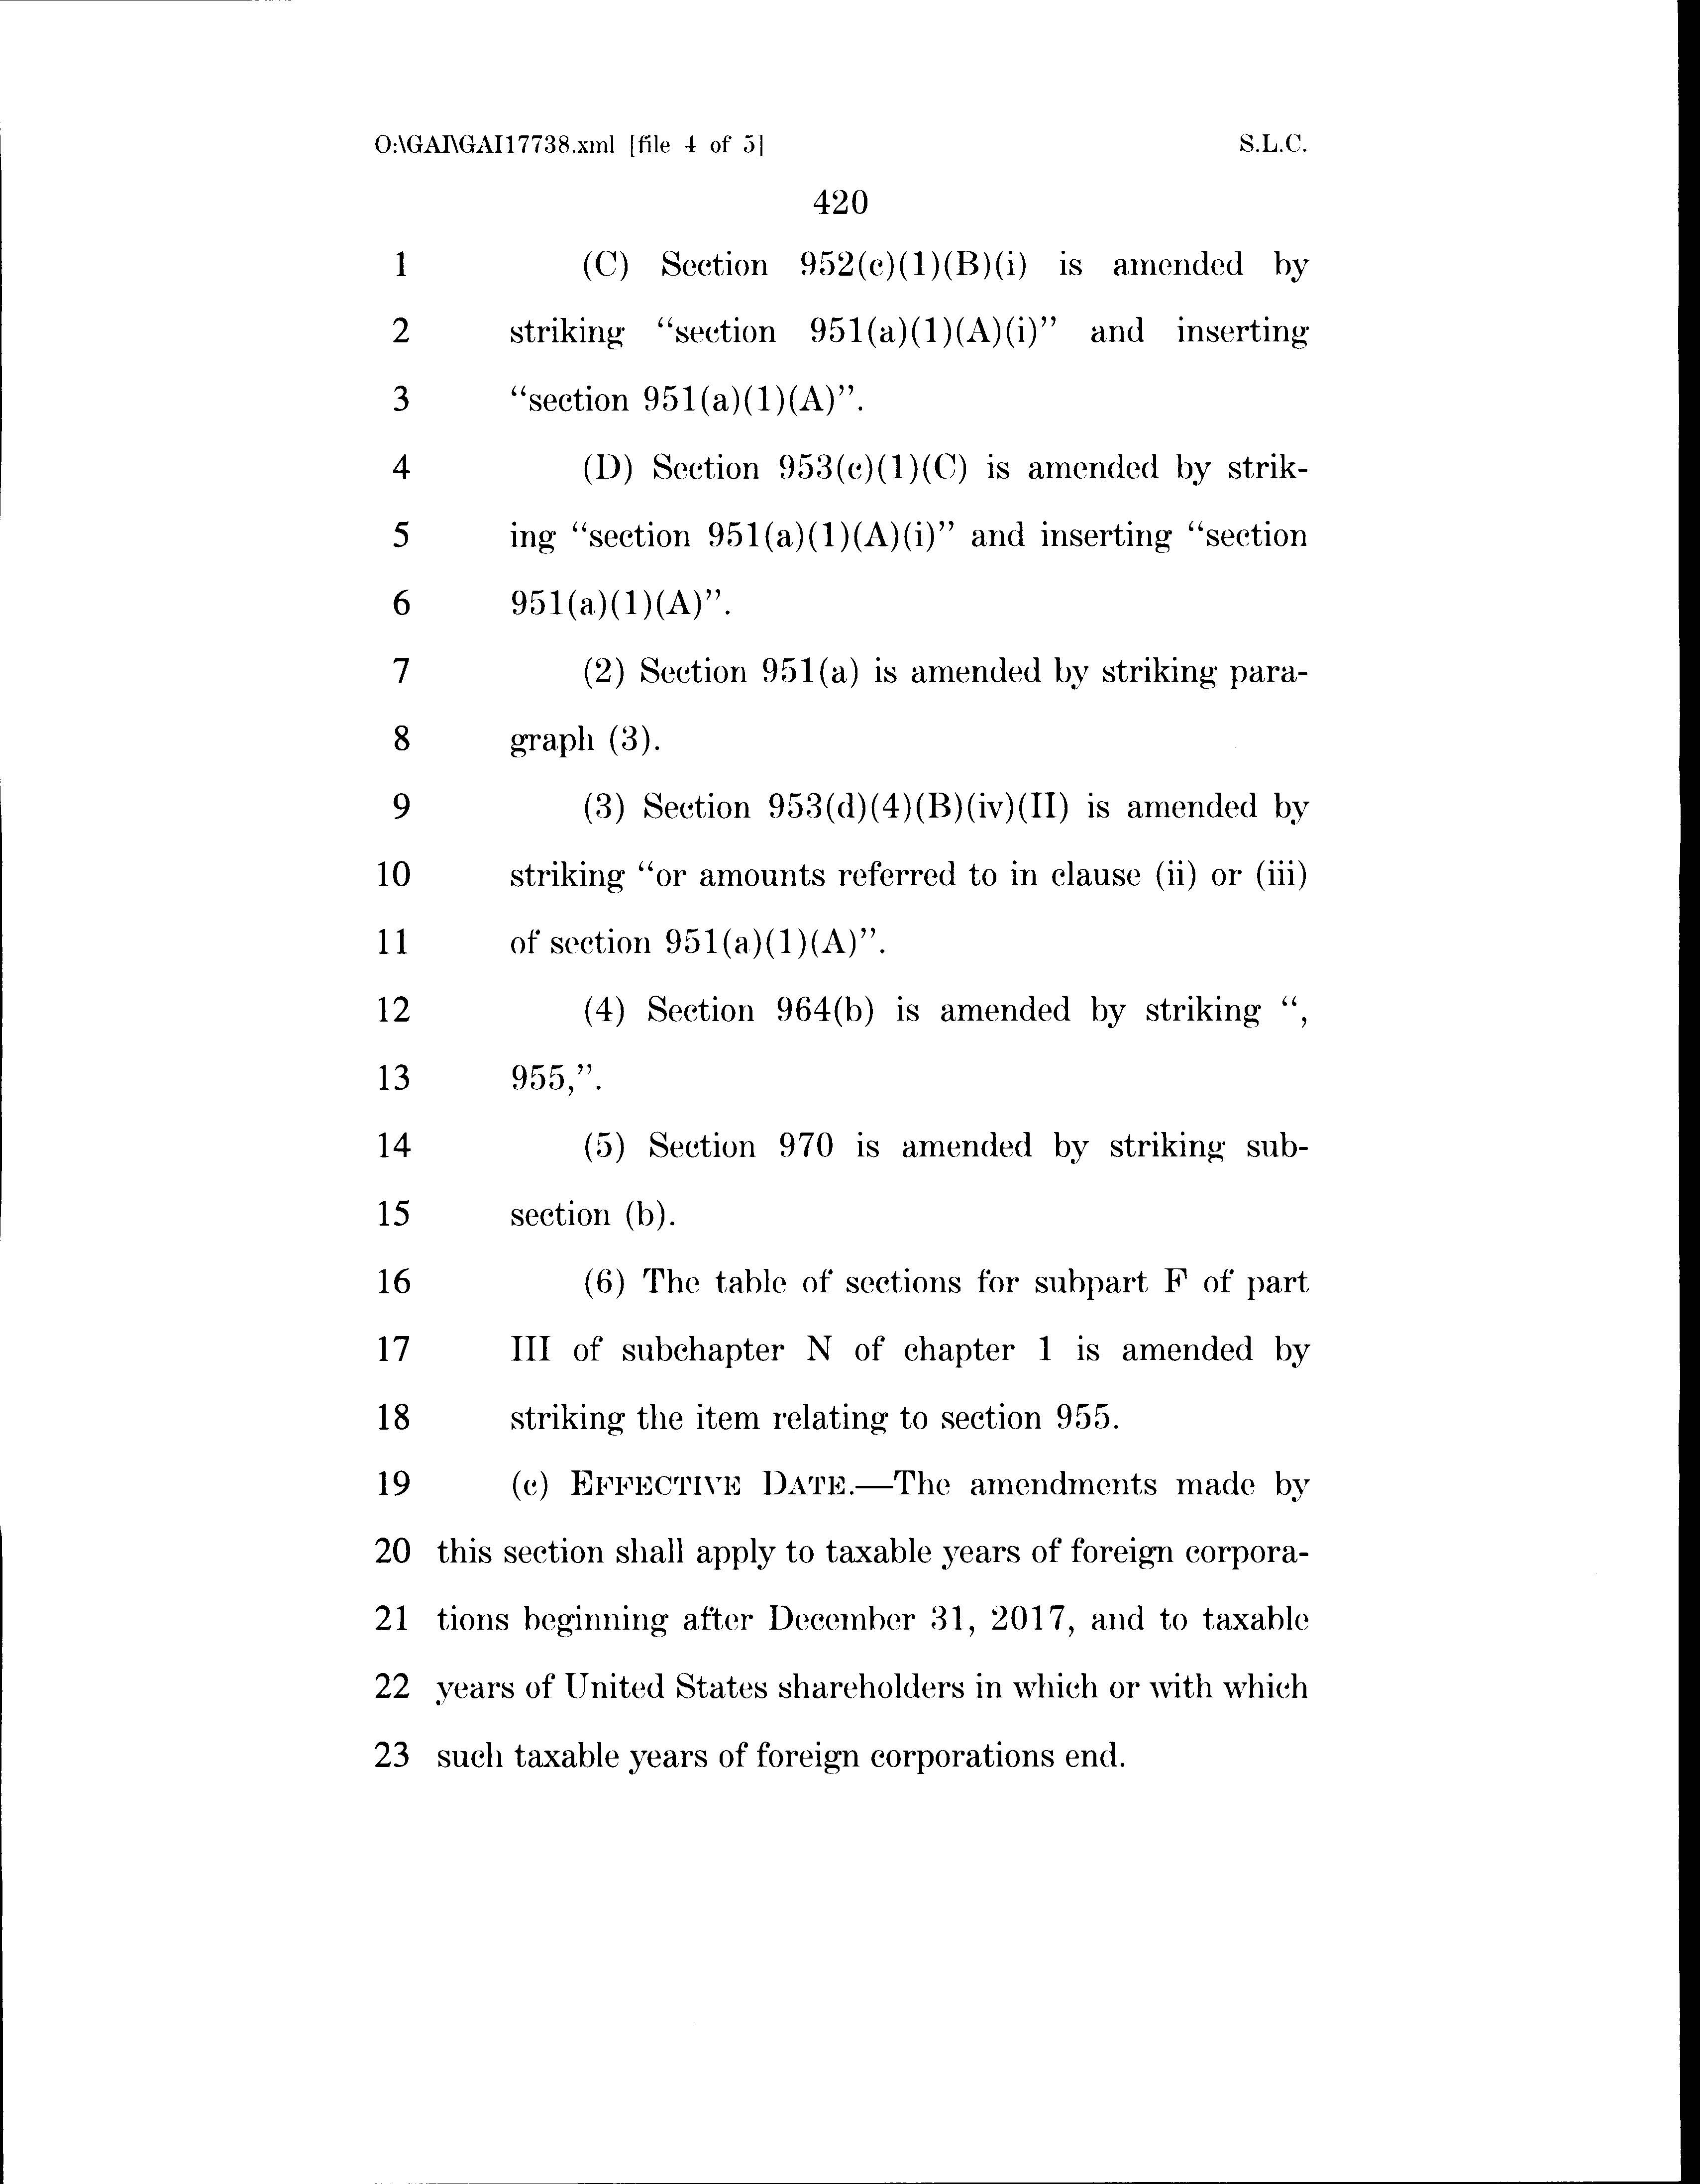 O:\GAI\GAI17738.xml [file 4 of 5] S.L.C.
420
1 (C) Section 952(c)(1)(B)(i) is amended by
2 striking “section 951(a)(1)(A)(i)” and inserting
3 “section 951(a)(1)(A)”.
4 (D) Section 953(c)(1)(C) is amended by strik-
5 ing “section 951(a)(1)(A)(i)” and inserting “section
6 951(a)(1)(A)”.
7 (2) Section 951(a) is amended by striking para-
8 graph (3).
9 (3) Section 953(d)(4)(B)(iv)(II) is amended by
10 striking “or amounts referred to in clause (ii) or (iii)
11 of section 951(a)(1)(A)”.
12 (4) Section 964(b) is amended by striking “,
13 955,”.
14 (5) Section 970 is amended by striking sub-
15 section (b).
16 (6) The table of sections for subpart F of part
17 III of subchapter N of chapter 1 is amended by
18 striking the item relating to section 955.
19 (c) EFFECTIVE DATE.—The amendments made by
20 this section shall apply to taxable years of foreign corpora-
21 tions beginning after December 31, 2017, and to taxable
22 years of United States shareholders in which or with which
23 such taxable years of foreign corporations end.